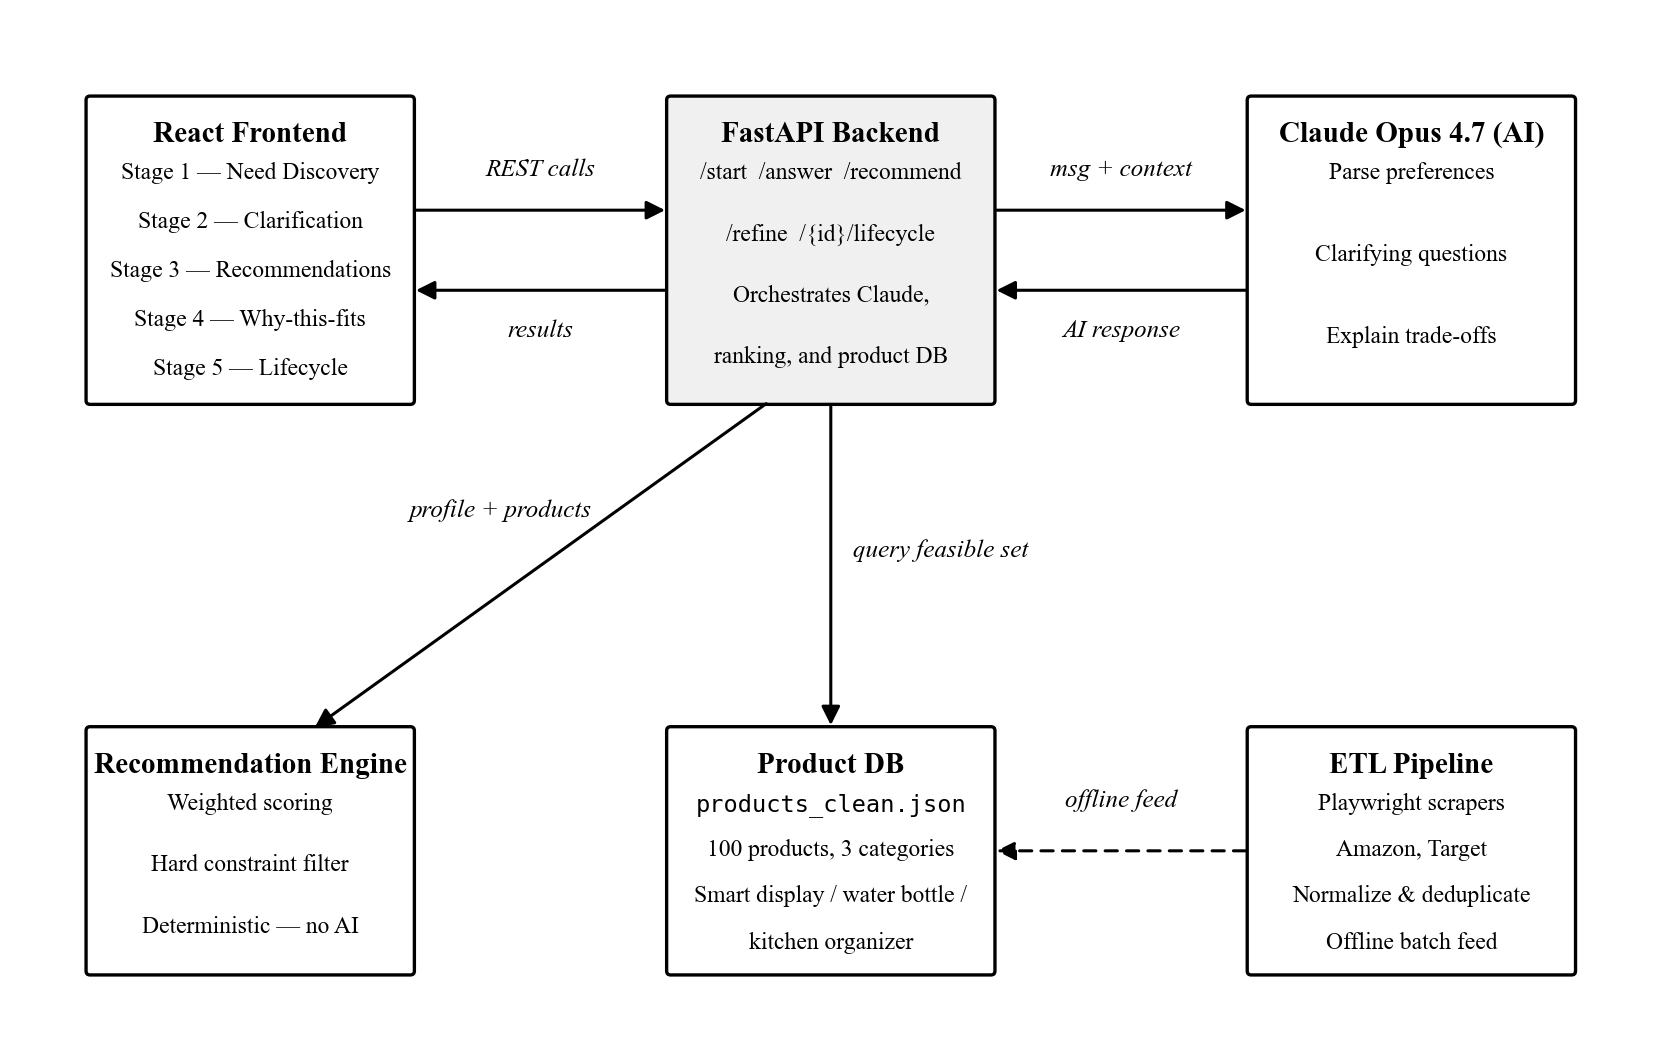 React Frontend
Stage 1 — Need Discovery
Stage 2 — Clarification
Stage 3 — Recommendations
Stage 4 — Why-this-fits
Stage 5 — Lifecycle
REST calls
results
FastAPI Backend
/start /answer /recommend
/refine /{id}/lifecycle
Orchestrates Claude,
ranking, and product DB
msg + context
AI response
Claude Opus 4.7 (AI)
Parse preferences
Clarifying questions
Explain trade-offs
profile + products
query feasible set
Recommendation Engine
Weighted scoring
Hard constraint filter
Deterministic — no AI
Product DB
products_clean.json
100 products, 3 categories
Smart display / water bottle /
kitchen organizer
offline feed
ETL Pipeline
Playwright scrapers
Amazon, Target
Normalize & deduplicate
Offline batch feed